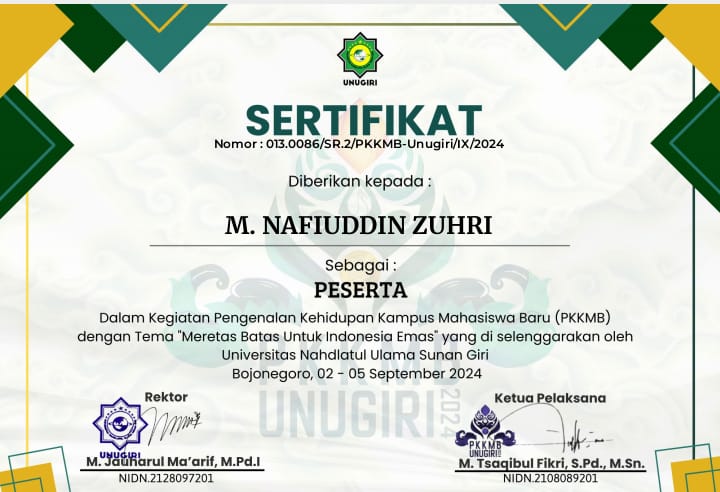 UNUGIRI
SERTIFIKAT
Nomor : 013.0086/SR.2/PKKMB-Unugiri/IX/2024
Diberikan kepada :
M. NAFIUDDIN ZUHRI
Sebagai :
PESERTA
Dalam Kegiatan Pengenalan Kehidupan Kampus Mahasiswa Baru (PKKMB)
dengan Tema "Meretas Batas Untuk Indonesia Emas" yang di selenggarakan oleh
Universitas Nahdlatul Ulama Sunan Giri
Bojonegoro, 02 - 05 September 2024
PKKMB
UNUGIRI
2024
Rektor
UNUGIRI
M. Jauharul Ma'arif, M.Pd.I
NIDN.2128097201
Ketua Pelaksana
PKKMB
UNUGIRI
M. Tsaqibul Fikri, S.Pd., M.Sn.
NIDN.2108089201